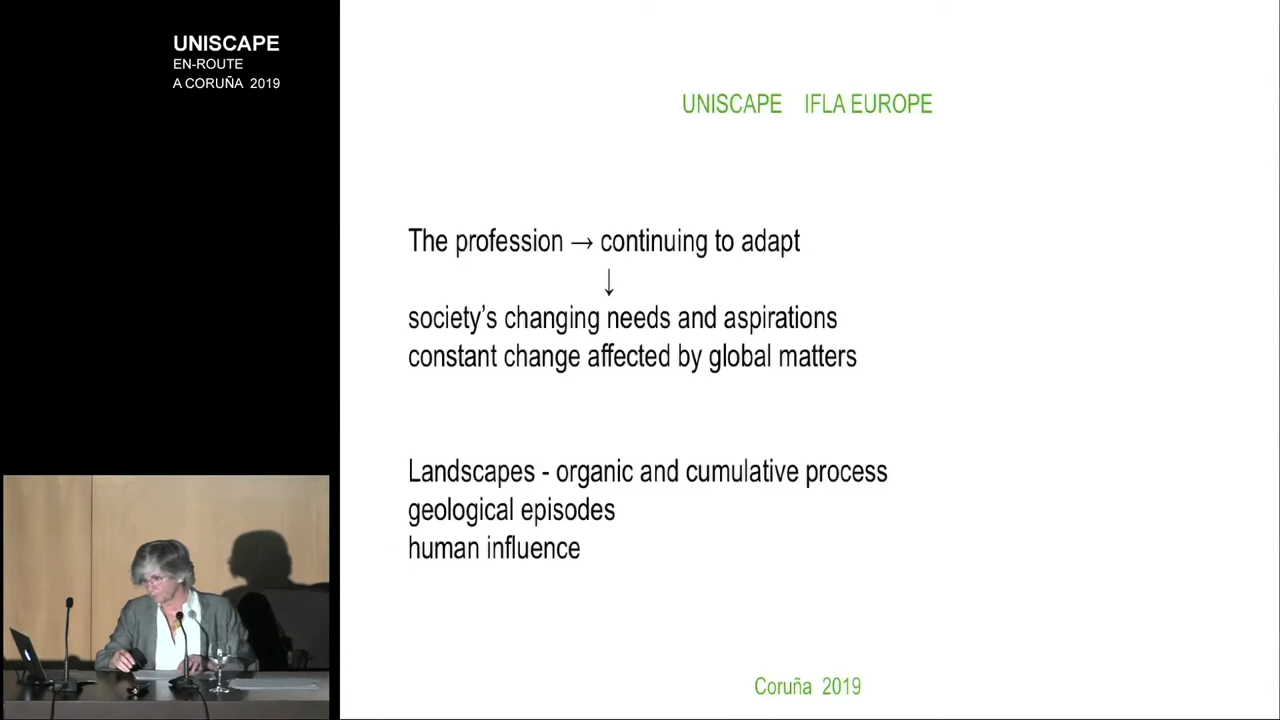 UNISCAPE
EN-ROUTE
A CORUÑA 2019
UNISCAPE IFLA EUROPE
The profession → continuing to adapt
↓
society's changing needs and aspirations
constant change affected by global matters
Landscapes - organic and cumulative process
geological episodes
human influence
Coruña 2019